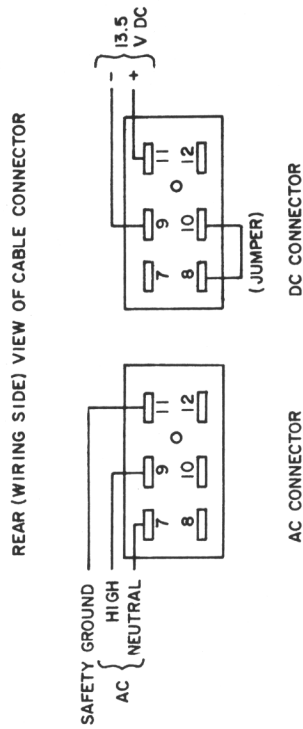 REAR (WIRING SIDE) VIEW OF CABLE CONNECTOR
SAFETY GROUND
AC
HIGH
NEUTRAL
7 9 11
8 10 12
AC CONNECTOR
13.5
V DC
- +
7 9 11
8 10 12
(JUMPER)
DC CONNECTOR